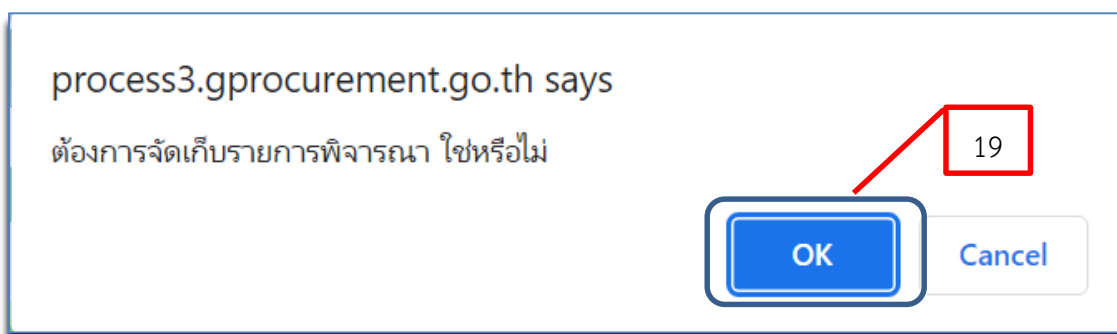 process3.gprocurement.go.th says
ต้องการจัดเก็บรายการพิจารณา ใช่หรือไม่
19
OK
Cancel